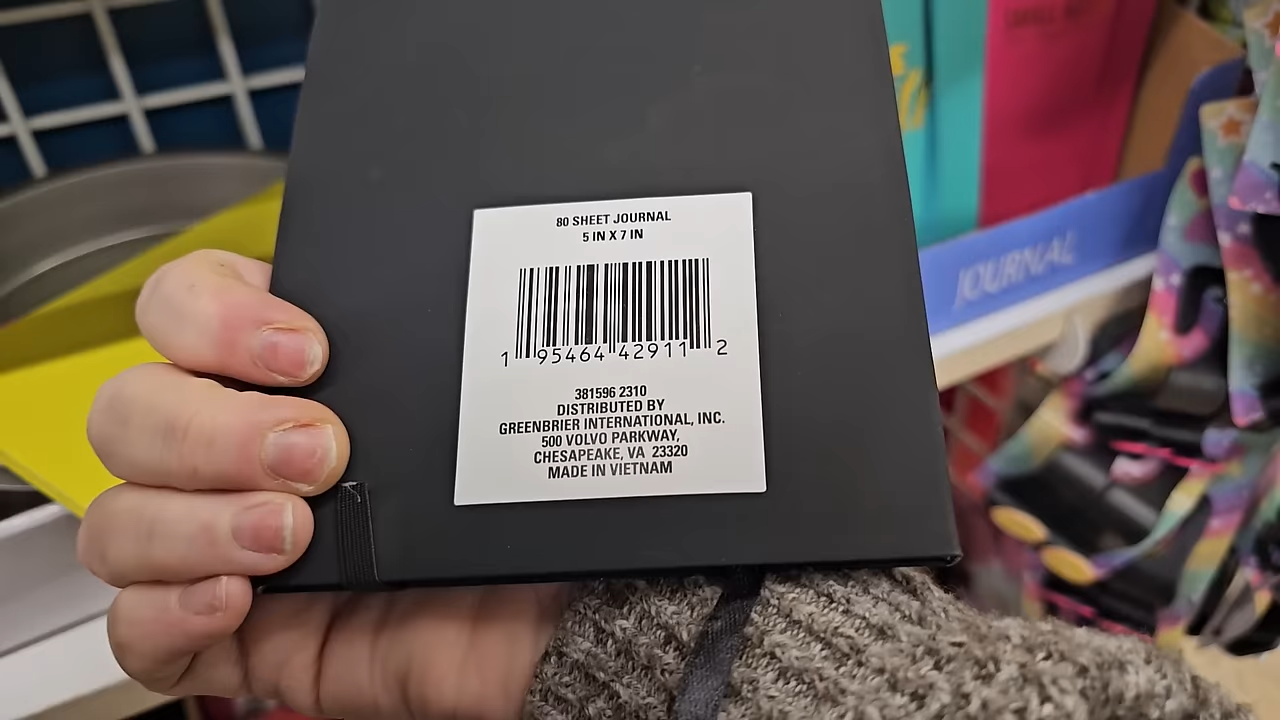 80 SHEET JOURNAL
5 IN X 7 IN
1 95464 42911 2
381596 2310
DISTRIBUTED BY
GREENBRIER INTERNATIONAL, INC.
500 VOLVO PARKWAY,
CHESAPEAKE, VA 23320
MADE IN VIETNAM
JOURNAL